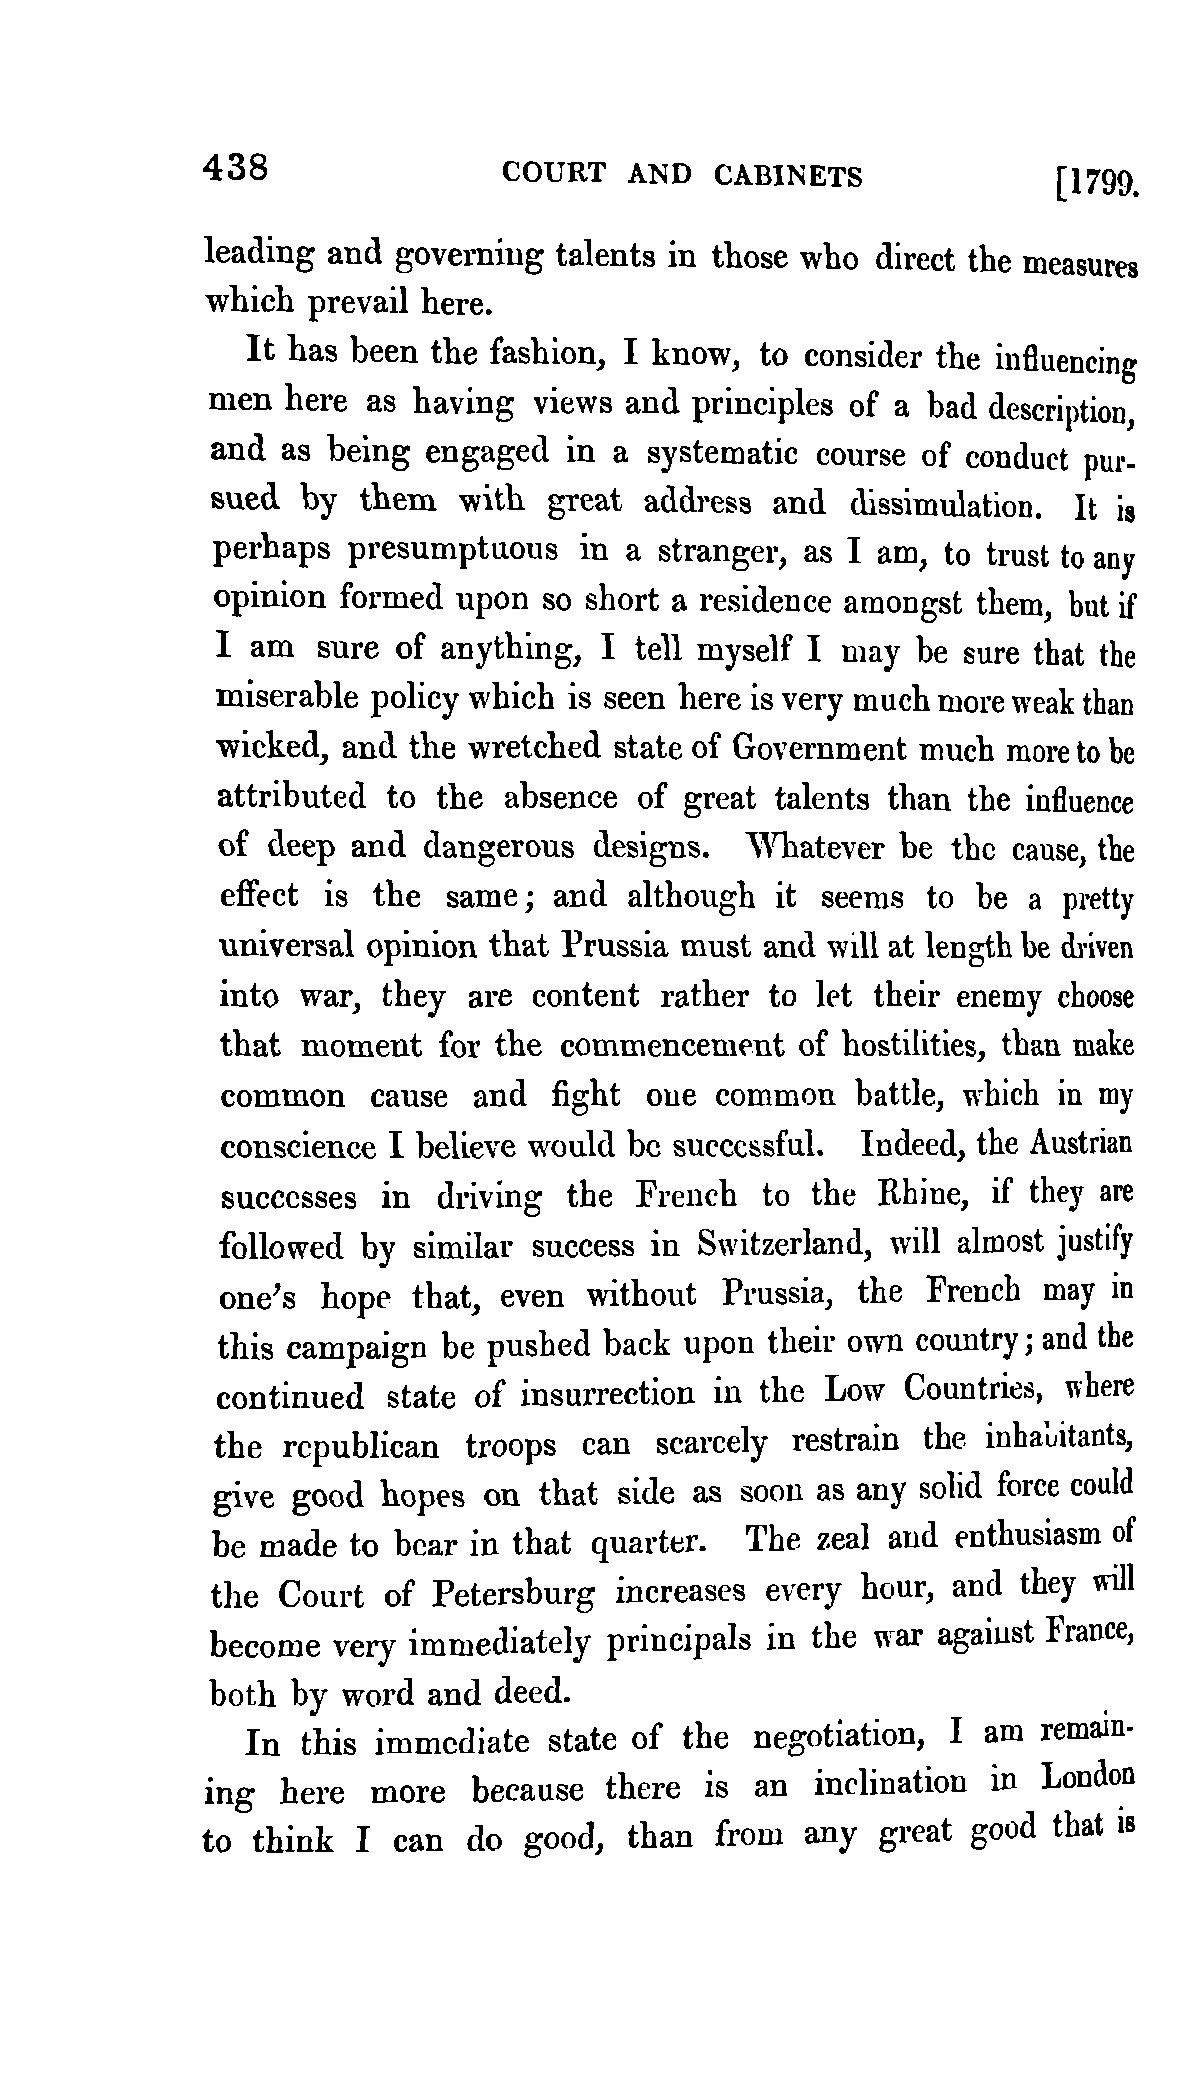 438 COURT AND CABINETS [1799.
leading and governing talents in those who direct the measures
which prevail here.
It has been the fashion, I know, to consider the influencing
men here as having views and principles of a bad description,
and as being engaged in a systematic course of conduct pur-
sued by them with great address and dissimulation. It is
perhaps presumptuous in a stranger, as I am, to trust to any
opinion formed upon so short a residence amongst them, but if
I am sure of anything, I tell myself I may be sure that the
miserable policy which is seen here is very much more weak than
wicked, and the wretched state of Government much more to be
attributed to the absence of great talents than the influence
of deep and dangerous designs. Whatever be the cause, the
effect is the same; and although it seems to be a pretty
universal opinion that Prussia must and will at length be driven
into war, they are content rather to let their enemy choose
that moment for the commencement of hostilities, than make
common cause and fight one common battle, which in my
conscience I believe would be successful. Indeed, the Austrian
successes in driving the French to the Rhine, if they are
followed by similar success in Switzerland, will almost justify
one's hope that, even without Prussia, the French may in
this campaign be pushed back upon their own country; and the
continued state of insurrection in the Low Countries, where
the republican troops can scarcely restrain the inhabitants,
give good hopes on that side as soon as any solid force could
be made to bear in that quarter. The zeal and enthusiasm of
the Court of Petersburg increases every hour, and they will
become very immediately principals in the war against France,
both by word and deed.
In this immediate state of the negotiation, I am remain-
ing here more because there is an inclination in London
to think I can do good, than from any great good that is